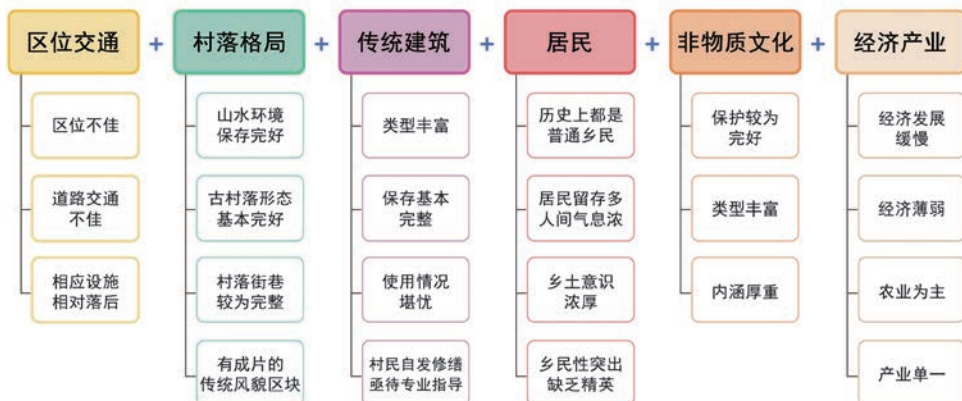 区位交通 + 村落格局 + 传统建筑 + 居民 + 非物质文化 + 经济产业
区位不佳
道路交通
不佳
相应设施
相对落后
山水环境
保存完好
古村落形态
基本完好
村落街巷
较为完整
有成片的
传统风貌区块
类型丰富
保存基本
完整
使用情况
堪忧
村民自发修缮
亟待专业指导
历史上都是
普通乡民
居民留存多
人间气息浓
乡土意识
浓厚
乡民性突出
缺乏精英
保护较为
完好
类型丰富
内涵厚重
经济发展
缓慢
经济薄弱
农业为主
产业单一